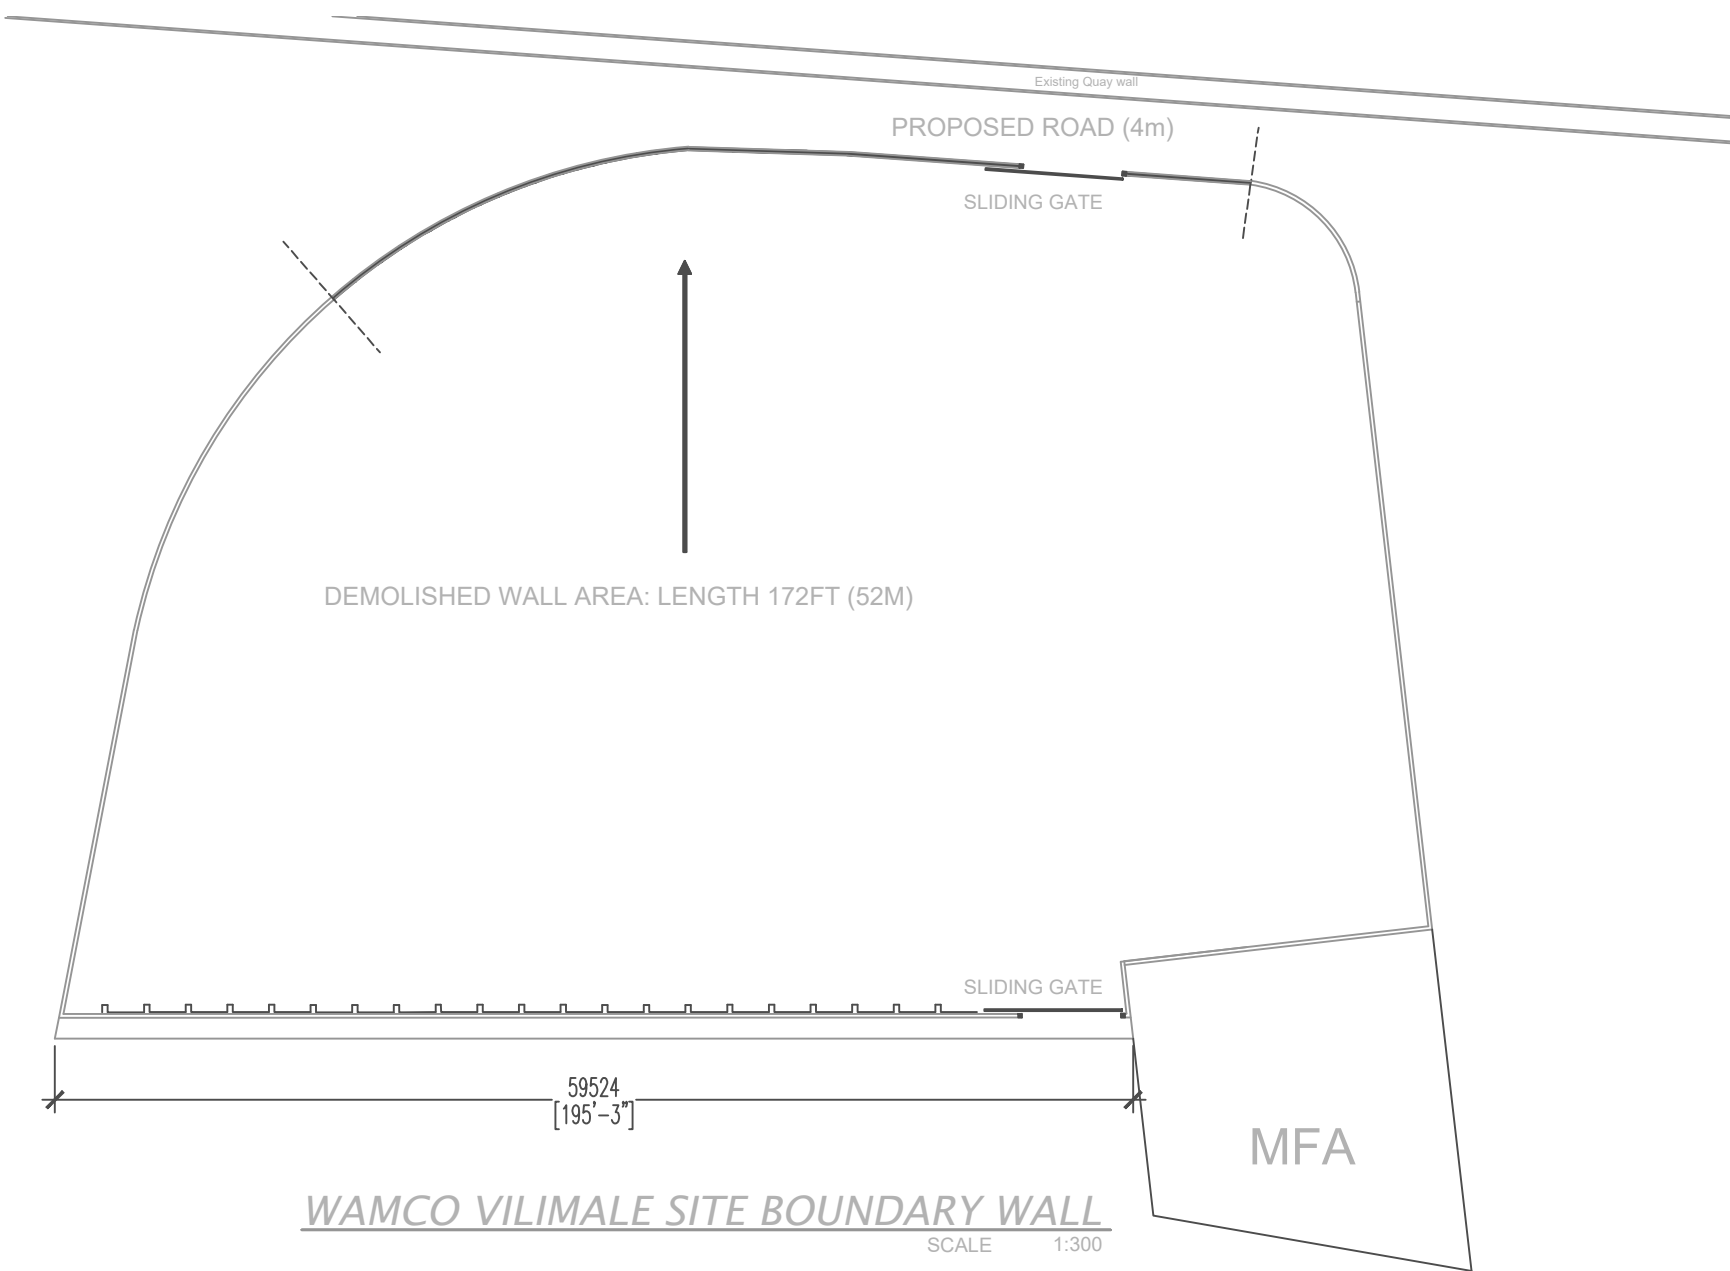 Existing Quay wall
PROPOSED ROAD (4m)
SLIDING GATE
DEMOLISHED WALL AREA: LENGTH 172FT (52M)
SLIDING GATE
59524
[195'-3"]
MFA
WAMCO VILIMALE SITE BOUNDARY WALL
SCALE 1:300